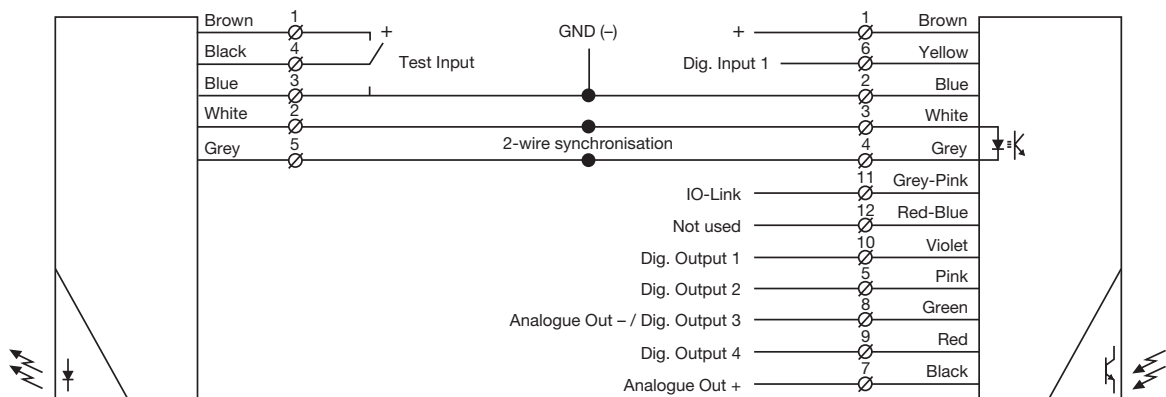 Brown 1 + GND (–) + 1 Brown
Black 4 Test Input Dig. Input 1 6 Yellow
Blue 3 2 Blue
White 2 3 White
Grey 5 2-wire synchronisation 4 Grey
IO-Link 11 Grey-Pink
Not used 12 Red-Blue
Dig. Output 1 10 Violet
Dig. Output 2 5 Pink
Analogue Out – / Dig. Output 3 8 Green
Dig. Output 4 9 Red
Analogue Out + 7 Black